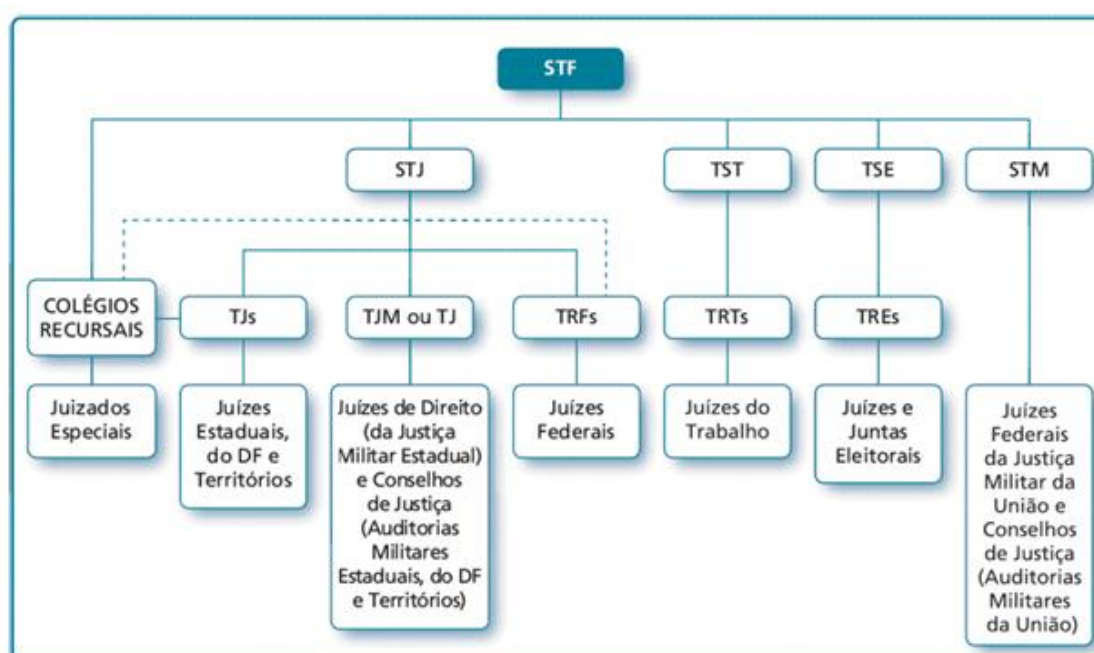 STF
STJ
TST
TSE
STM
COLÉGIOS
RECURSAIS
TJs
TJM ou TJ
TRFs
TRTs
TREs
Juizados
Especiais
Juízes
Estaduais,
do DF e
Territórios
Juízes de Direito
(da Justiça
Militar Estadual)
e Conselhos
de Justiça
(Auditorias
Militares
Estaduais, do DF
e Territórios)
Juízes
Federais
Juízes do
Trabalho
Juízes e
Juntas
Eleitorais
Juízes
Federais
da Justiça
Militar da
União e
Conselhos
de Justiça
(Auditorias
Militares
da União)